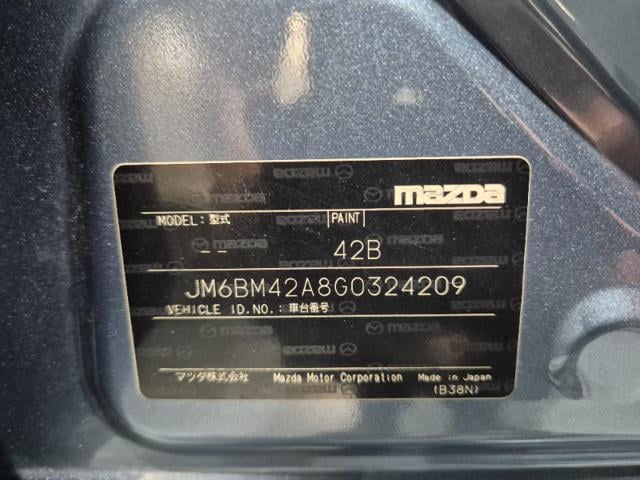 mazda
MODEL: 型式 PAINT
-- 42B
JM6BM42A8G0324209
VEHICLE ID.NO.: 車台番号
マツダ株式会社 Mazda Motor Corporation Made in Japan
(B38N)